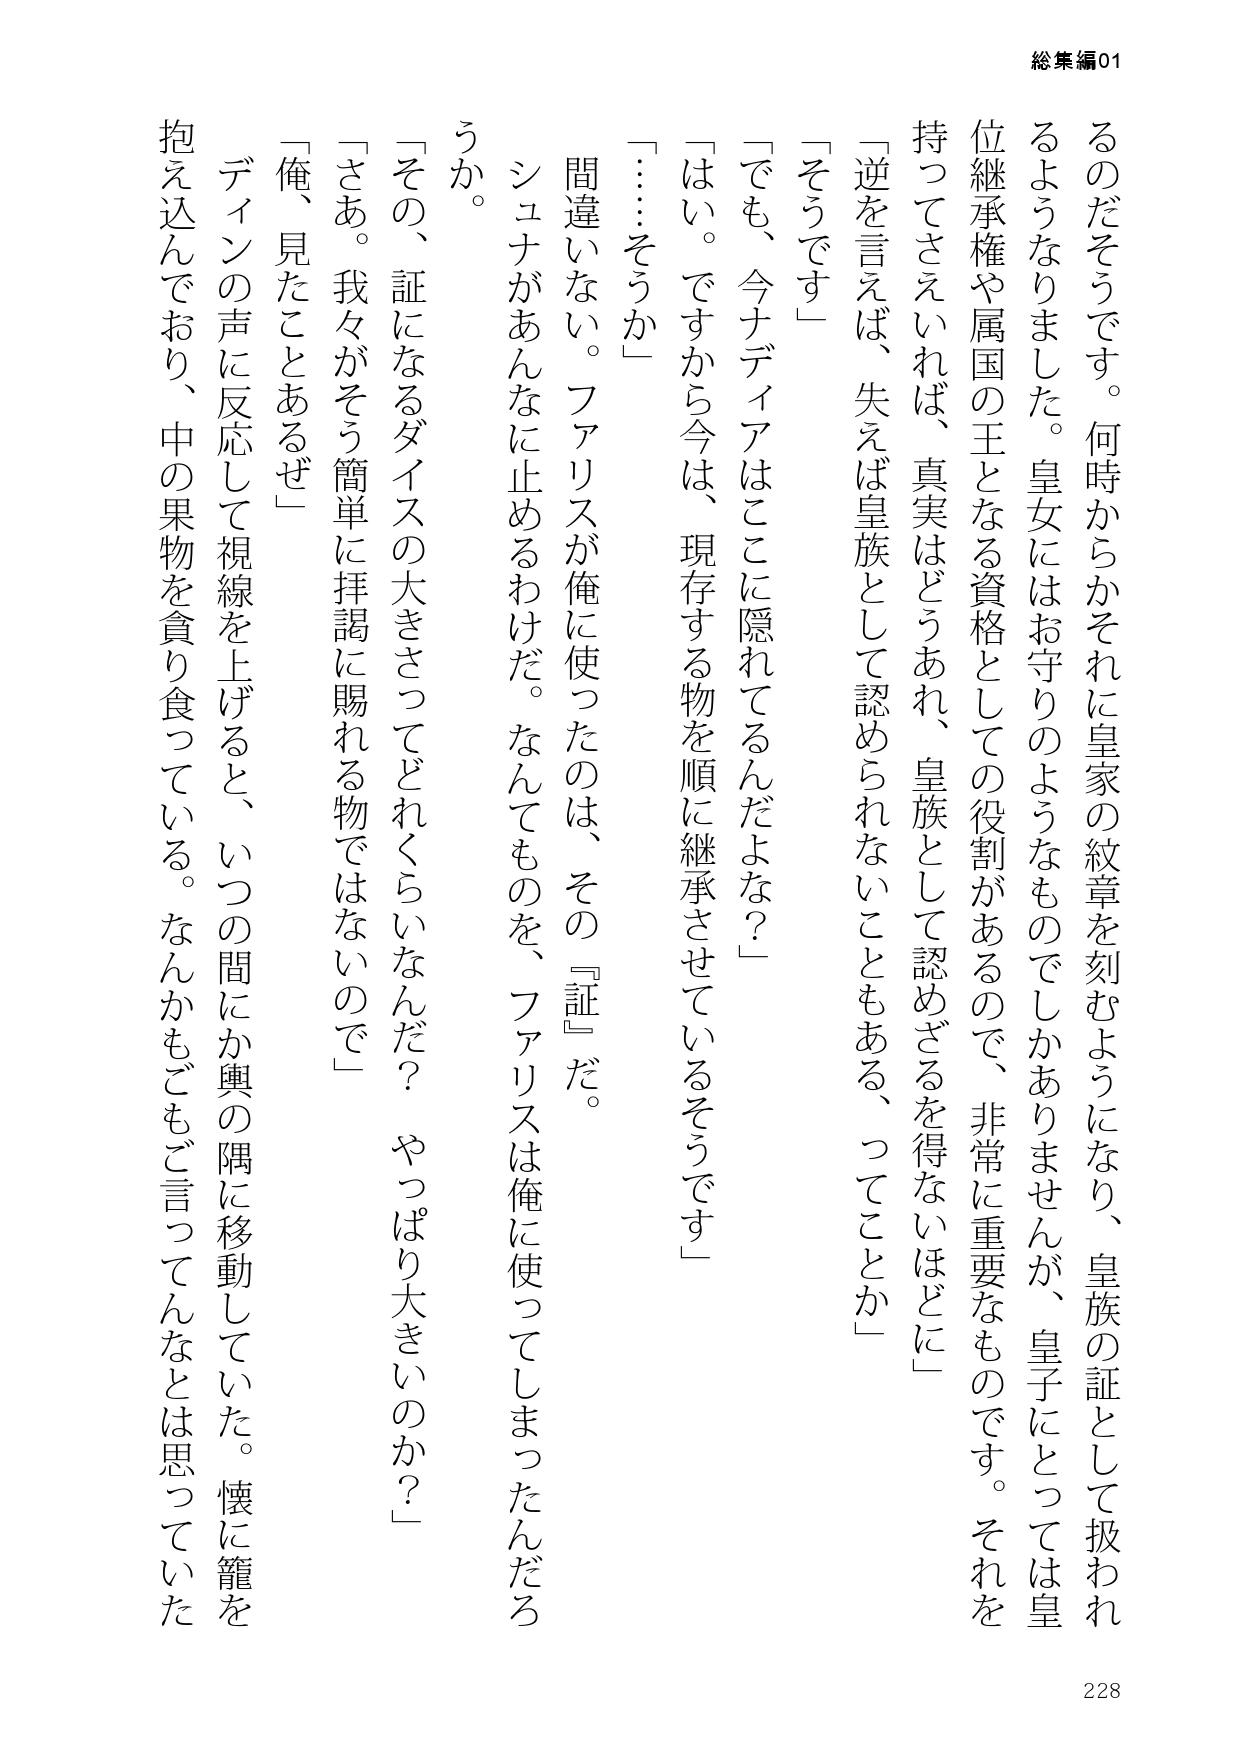 総集編01
るのだそうです。何時からかそれに皇家の紋章を刻むようになり、皇族の証として扱われ
るようなりました。皇女にはお守りのようなものでしかありませんが、皇子にとっては皇
位継承権や属国の王となる資格としての役割があるので、非常に重要なものです。それを
持ってさえいれば、真実はどうあれ、皇族として認めざるを得ないほどに」
「逆を言えば、失えば皇族として認められないこともある、ってことか」
「そうです」
「でも、今ナディアはここに隠れてるんだよな？」
「はい。ですから今は、現存する物を順に継承させているそうです」
「……そうか」
間違いない。ファリスが俺に使ったのは、その『証』だ。
シュナがあんなに止めるわけだ。なんてものを、ファリスは俺に使ってしまったんだろ
うか。
「その、証になるダイスの大きさってどれくらいなんだ？　やっぱり大きいのか？」
「さあ。我々がそう簡単に拝謁に賜れる物ではないので」
「俺、見たことあるぜ」
ディンの声に反応して視線を上げると、いつの間にか輿の隅に移動していた。懐に籠を
抱え込んでおり、中の果物を貪り食っている。なんかもごもご言ってんなとは思っていた
228